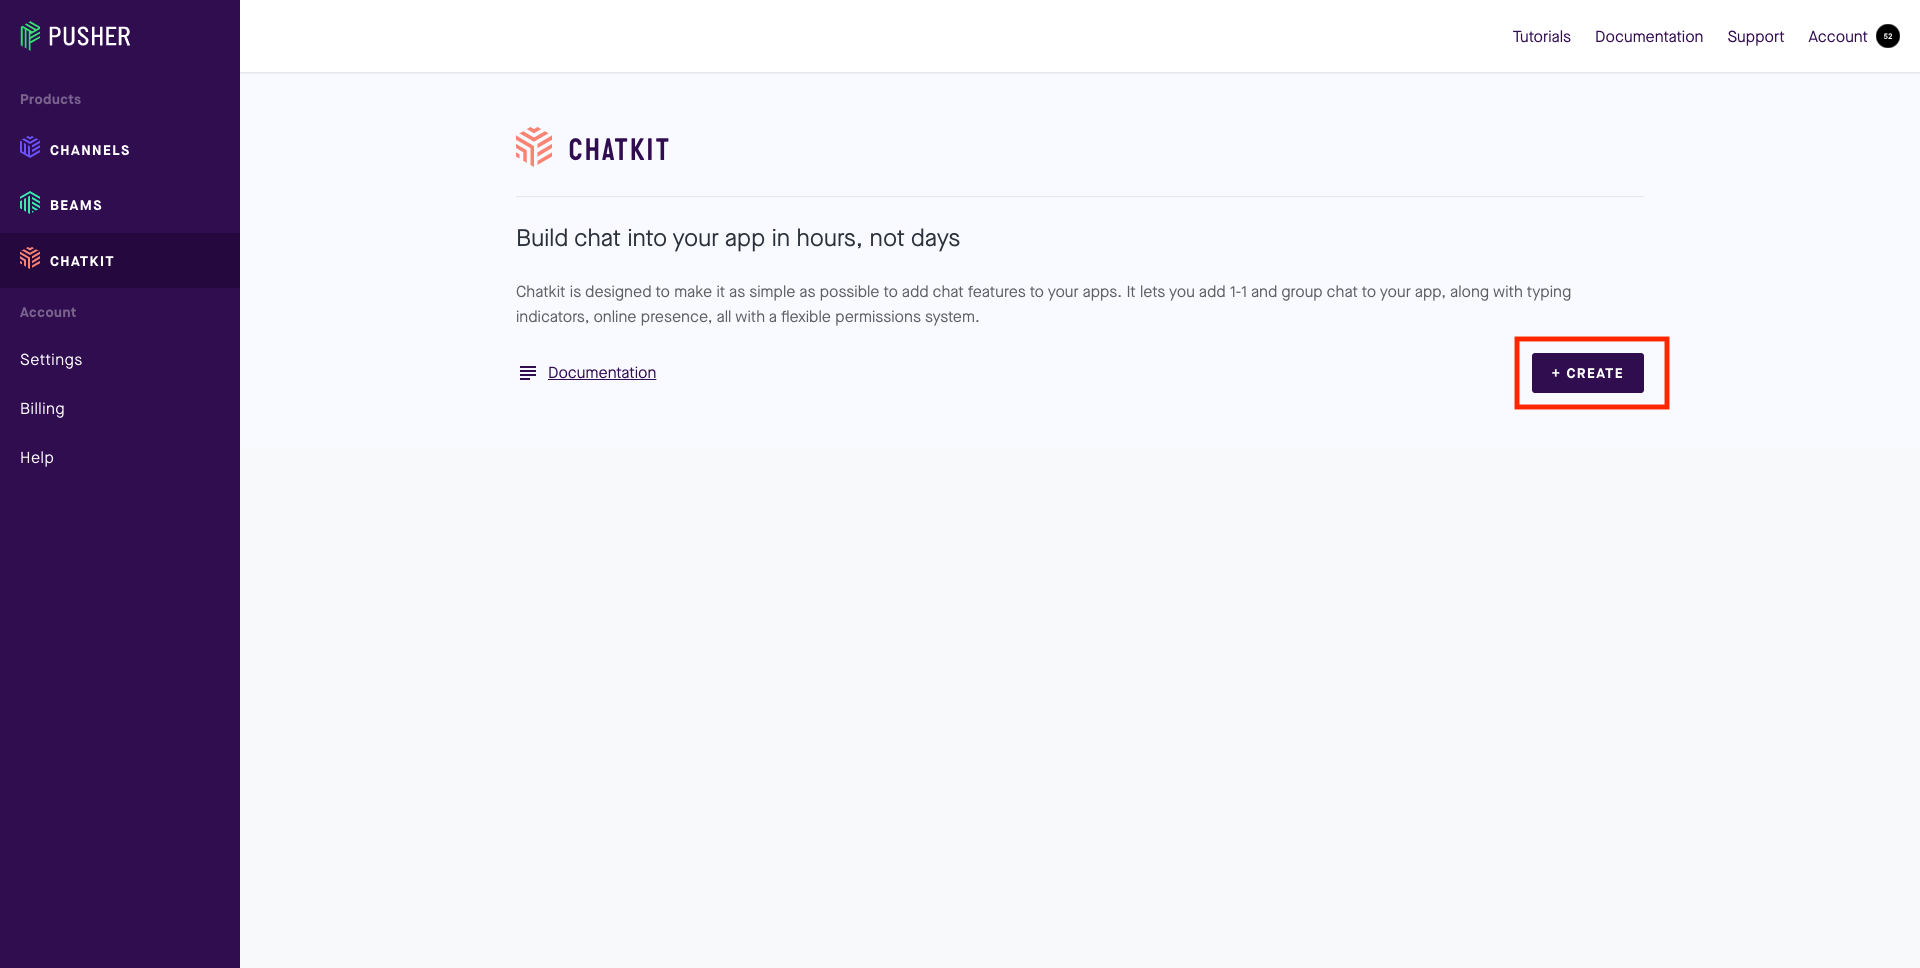 PUSHER
Tutorials
Documentation
Support
Account
52
Products
CHANNELS
BEAMS
CHATKIT
Account
Settings
Billing
Help
CHATKIT
Build chat into your app in hours, not days
Chatkit is designed to make it as simple as possible to add chat features to your apps. It lets you add 1-1 and group chat to your app, along with typing
indicators, online presence, all with a flexible permissions system.
Documentation
+ CREATE